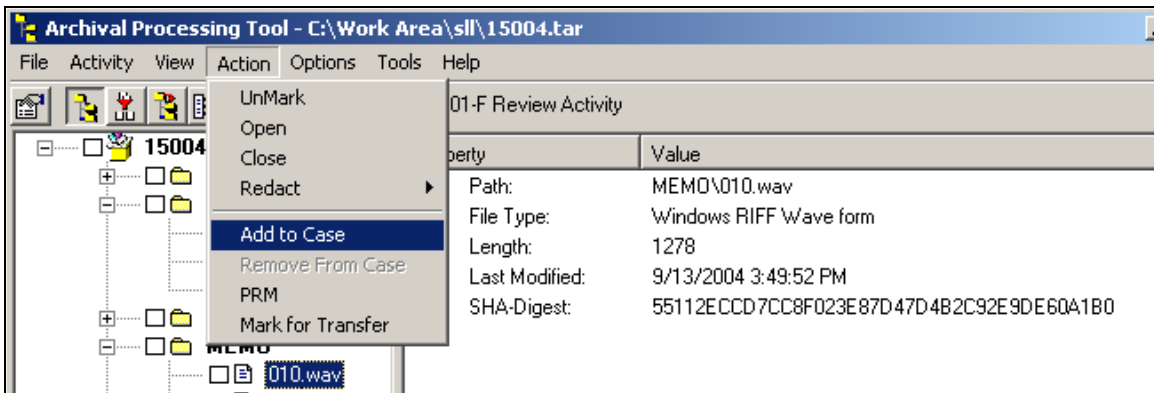 Archival Processing Tool - C:\Work Area\sll\15004.tar
File Activity View Action Options Tools Help
UnMark
Open
Close
Redact
Add to Case
Remove From Case
PRM
Mark for Transfer
01-F Review Activity
15004
MEMO
010.wav
perty Value
Path: MEMO\010.wav
File Type: Windows RIFF Wave form
Length: 1278
Last Modified: 9/13/2004 3:49:52 PM
SHA-Digest: 55112ECCD7CC8F023E87D47D4B2C92E9DE60A1B0